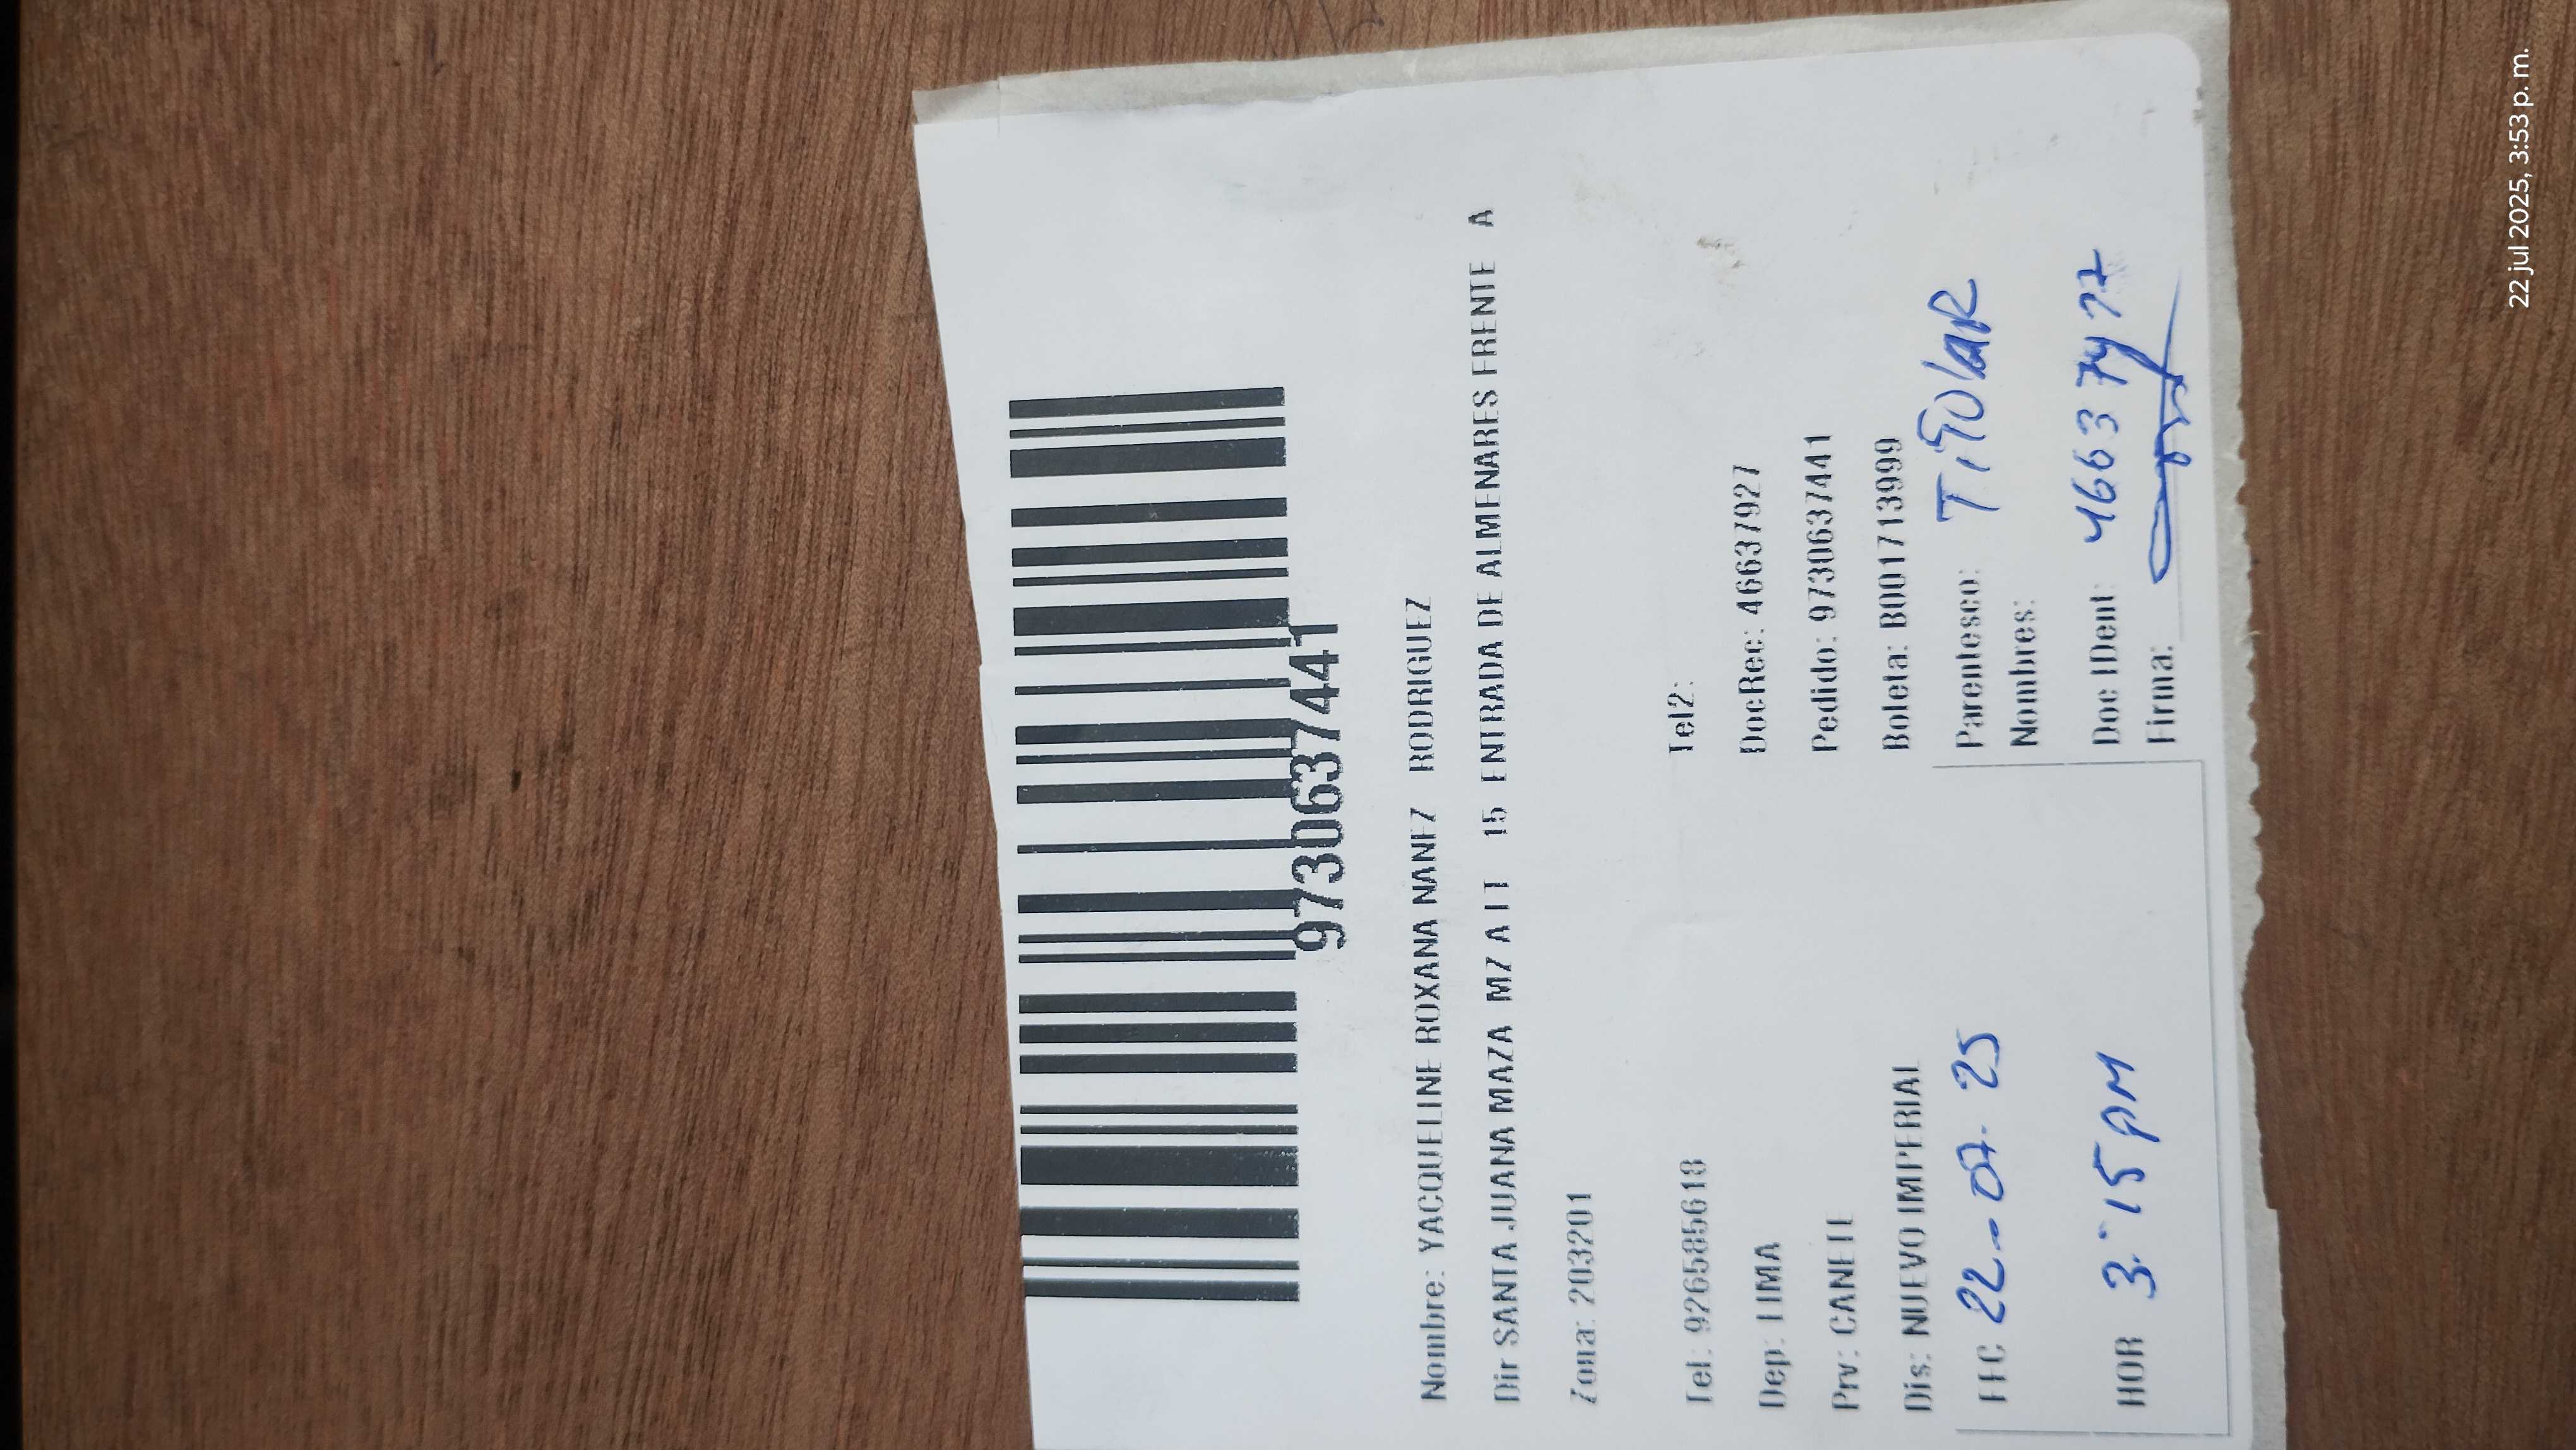 9730637441
Nombre: YACQUELINE ROXANA NANEZ RODRIGUEZ
Dir SANTA JUANA MAZA MZ A LT 15 ENTRADA DE ALMENARES FRENTE A
Zona: 203201
Tel: 926585618 Tel2:
Dep: LIMA DocRec: 46637927
Prv: CANETE Pedido: 9730637441
Dis: NUEVO IMPERIAL Boleta: B001713999
FEC 22-07-25 Parentesco: TiTULaR
Nombres:
HOR 3:15 PM Doc IDent:
Firma:
22 jul 2025, 3:53 p. m.